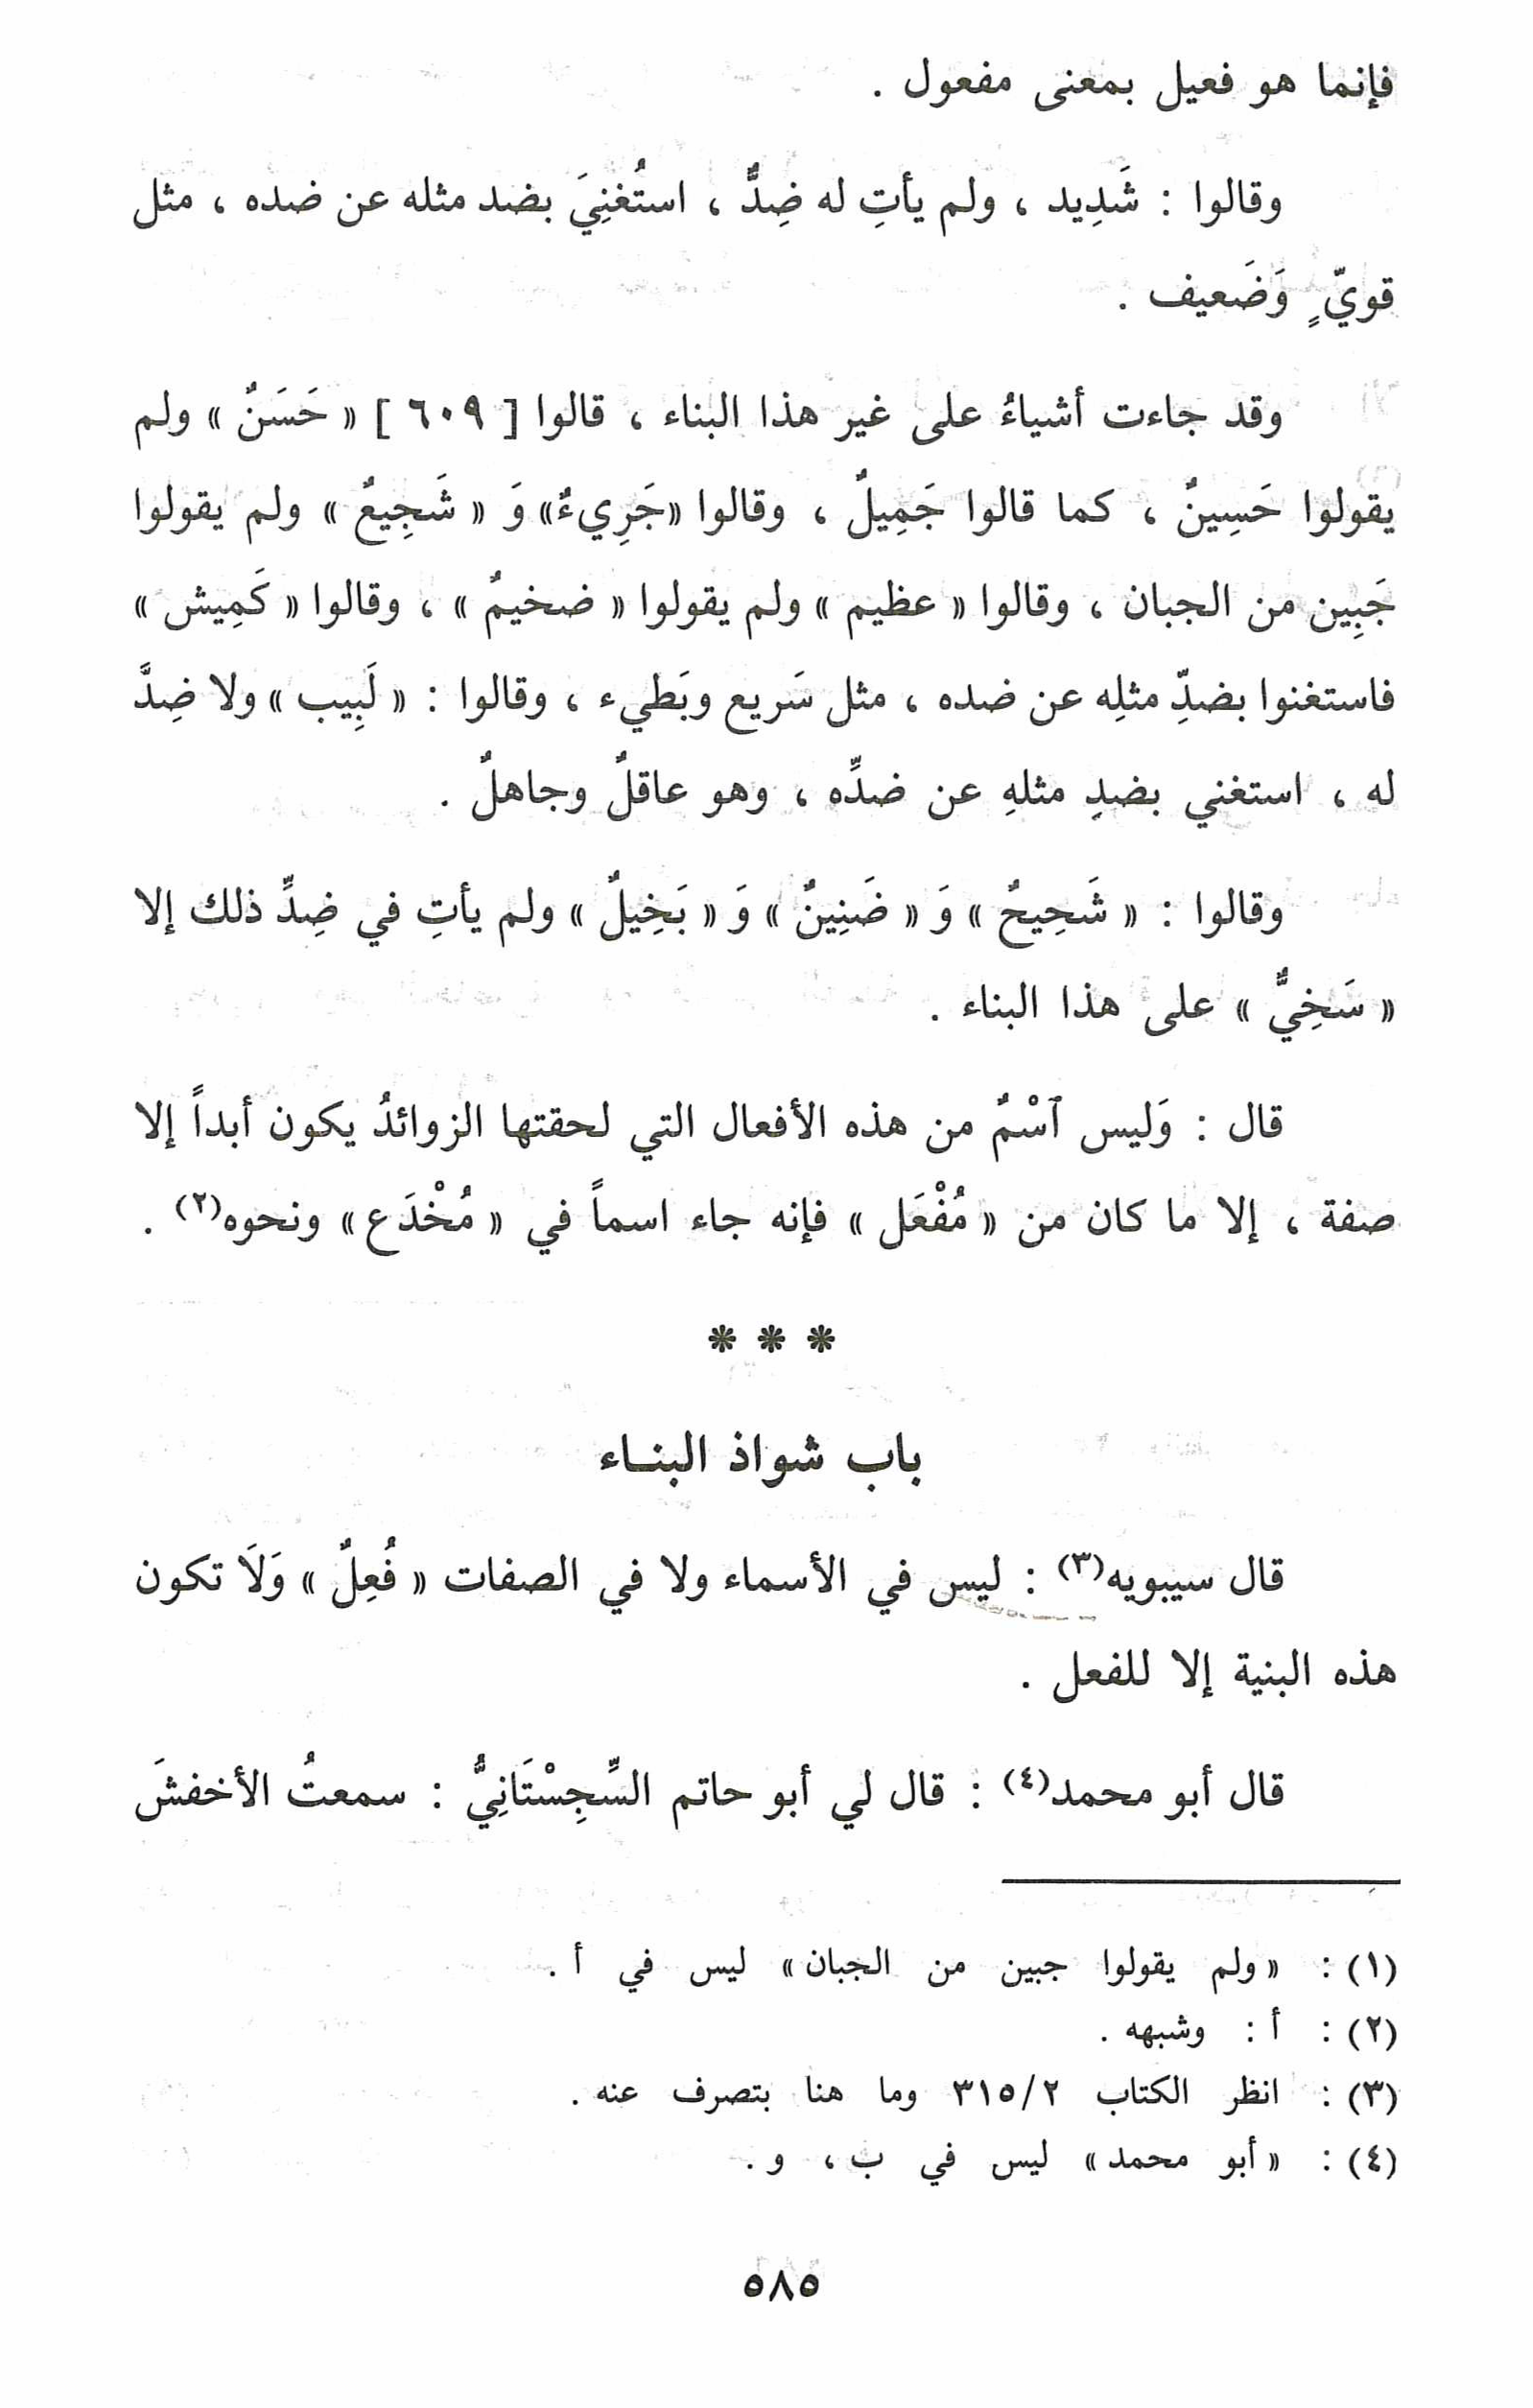 فإنما هو فعيل بمعنى مفعول .
وقالوا : شَدِيد ، ولم يأتِ له ضِدٌّ ، استُغنِيَ بضد مثله عن ضده ، مثل
قويّ ٍ وَضَعيف .
وقد جاءت أشياءُ على غير هذا البناء ، قالوا [ ٦٠٩ ] « حَسَنٌ » ولم
يقولوا حَسِينٌ ، كما قالوا جَمِيلٌ ، وقالوا «جَرِيءٌ» وَ « شَجِيعٌ » ولم يقولوا
جَبِين من الجبان ، وقالوا « عظيم » ولم يقولوا « ضخيمٌ » ، وقالوا « كَمِيش »
فاستغنوا بضدِّ مثلِه عن ضده ، مثل سَريع وبَطيء ، وقالوا : « لَبِيب » ولا ضِدَّ
له ، استغني بضدِ مثلهِ عن ضدِّه ، وهو عاقلٌ وجاهلٌ .
وقالوا : « شَحِيحٌ » وَ « ضَنِينٌ » وَ « بَخِيلٌ » ولم يأتِ في ضِدِّ ذلك إلا
« سَخِيٌّ » على هذا البناء .
قال : وَليس ٱسْمٌ من هذه الأفعال التي لحقتها الزوائدُ يكون أبداً إلا
صفة ، إلا ما كان من « مُفْعَل » فإنه جاء اسماً في « مُخْدَع » ونحوه(٢) .
* * *
باب شواذ البنــاء
قال سيبويه(٣) : ليس في الأسماء ولا في الصفات « فُعِلٌ » وَلَا تكون
هذه البنية إلا للفعل .
قال أبو محمد(٤) : قال لي أبو حاتم السِّجِسْتَانِيُّ : سمعتُ الأخفشَ
(١) : « ولم يقولوا جبين من الجبان » ليس في أ .
(٢) : أ : وشبهه .
(٣) : انظر الكتاب ٣١٥/٢ وما هنا بتصرف عنه .
(٤) : « أبو محمد » ليس في ب ، و .
٥٨٥